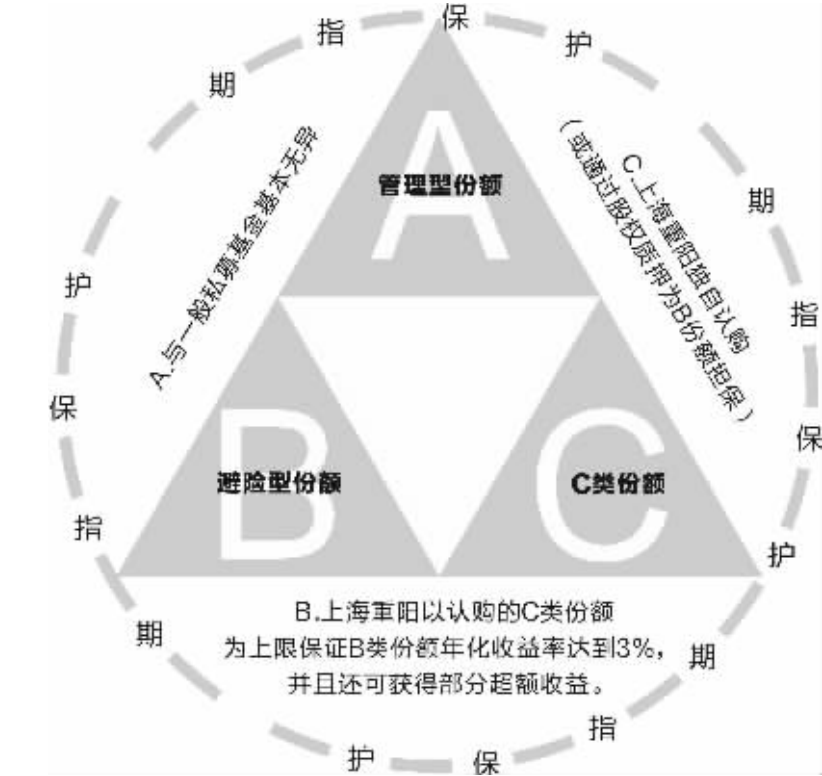 指 保 护
期
期
护
指
保
保
指
护
期
期
指
护 保
A
管理型份额
B
避险型份额
C
C类份额
A.与一般私募基金基本无异
C.上海重阳独自认购
（或通过股权质押为B份额担保）
B.上海重阳以认购的C类份额
为上限保证B类份额年化收益率达到3%，
并且还可获得部分超额收益。